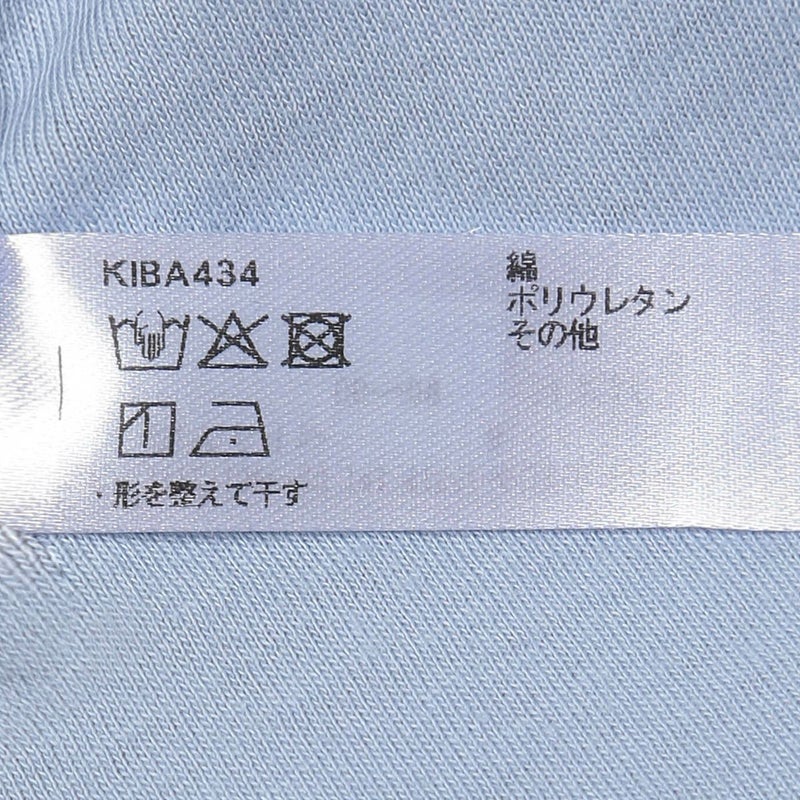 KIBA434
・形を整えて干す
綿
ポリウレタン
その他